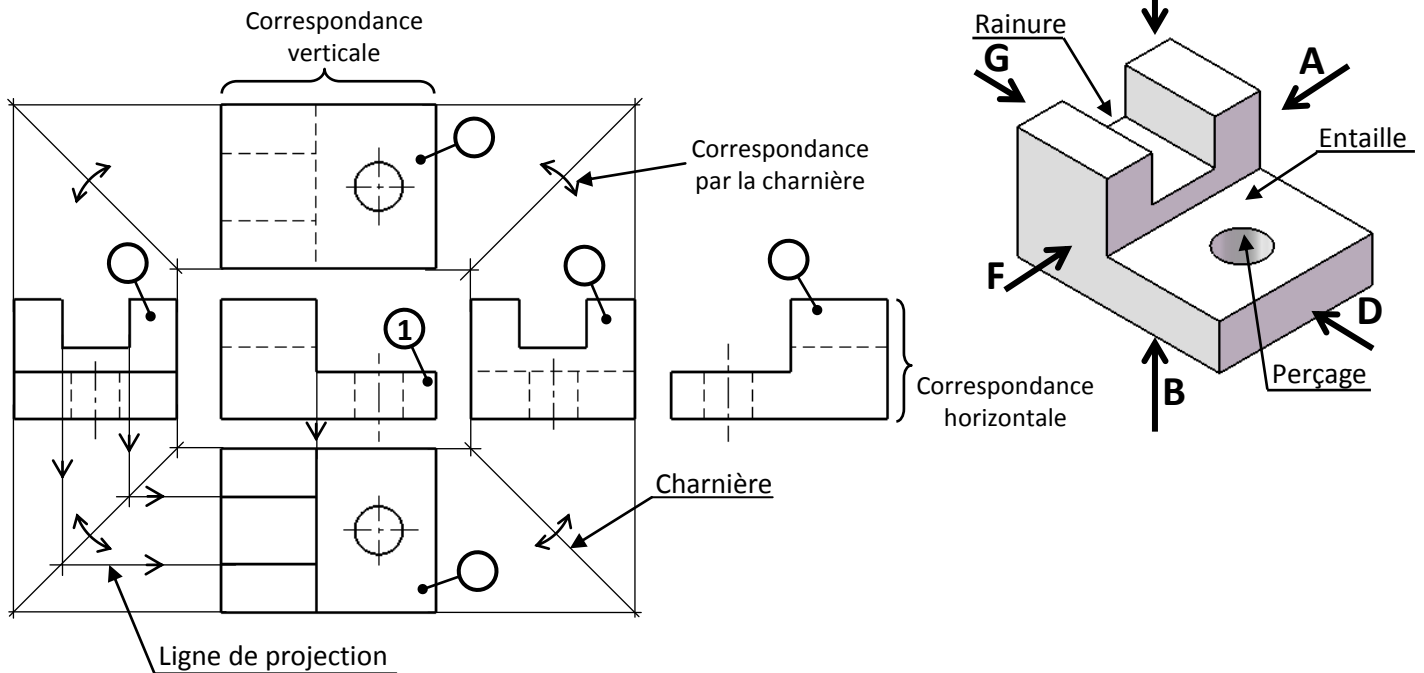 Correspondance
verticale
Correspondance
par la charnière
1
Correspondance
horizontale
Charnière
Ligne de projection
Rainure
G
A
Entaille
F
D
B
Perçage